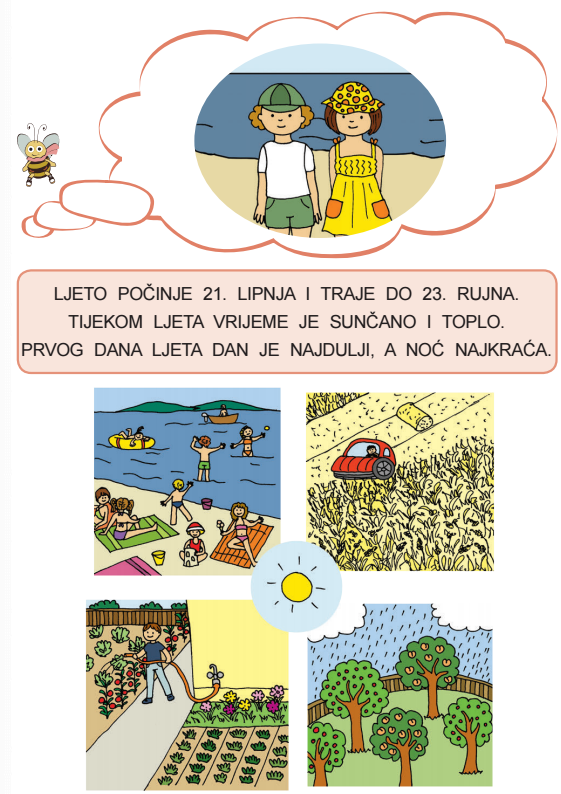 LJETO POČINJE 21. LIPNJA I TRAJE DO 23. RUJNA.
TIJEKOM LJETA VRIJEME JE SUNČANO I TOPLO.
PRVOG DANA LJETA DAN JE NAJDULJI, A NOĆ NAJKRAĆA.